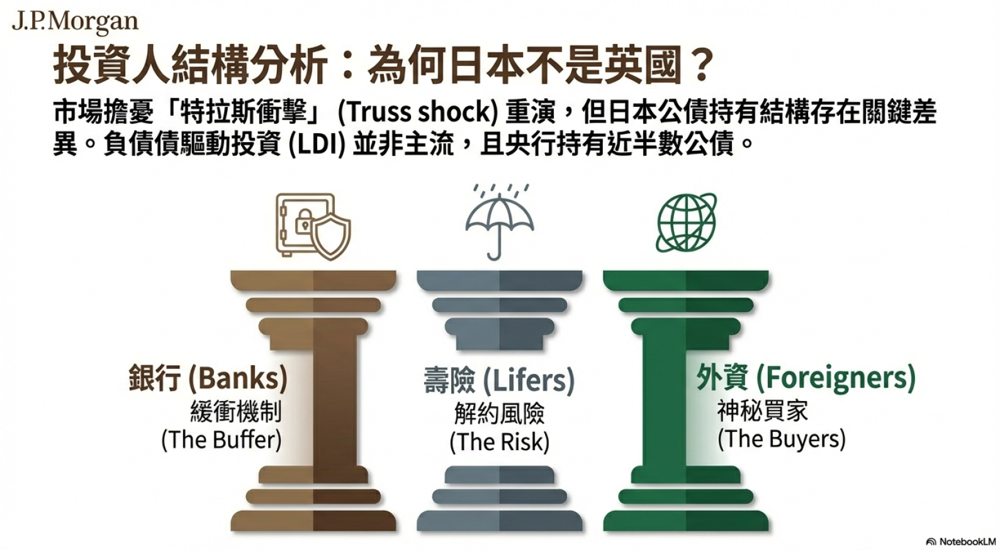 J.P.Morgan
投資人結構分析：為何日本不是英國？
市場擔憂「特拉斯衝擊」 (Truss shock) 重演，但日本公債持有結構存在關鍵差
異。負債債驅動投資 (LDI) 並非主流，且央行持有近半數公債。
銀行 (Banks)
緩衝機制
(The Buffer)
壽險 (Lifers)
解約風險
(The Risk)
外資 (Foreigners)
神秘買家
(The Buyers)
NotebookLM